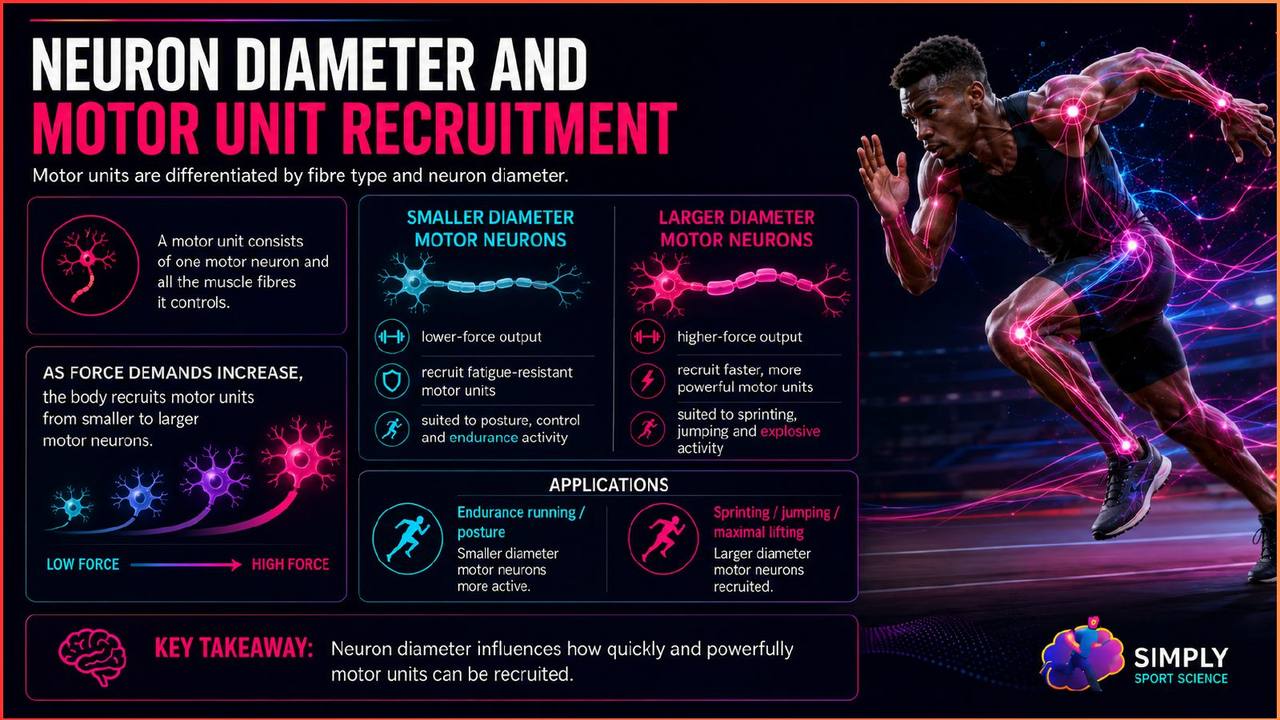 NEURON DIAMETER AND
MOTOR UNIT RECRUITMENT
Motor units are differentiated by fibre type and neuron diameter.
A motor unit consists
of one motor neuron and
all the muscle fibres
it controls.
AS FORCE DEMANDS INCREASE,
the body recruits motor units
from smaller to larger
motor neurons.
LOW FORCE
HIGH FORCE
SMALLER DIAMETER
MOTOR NEURONS
lower-force output
recruit fatigue-resistant
motor units
suited to posture, control
and endurance activity
LARGER DIAMETER
MOTOR NEURONS
higher-force output
recruit faster, more
powerful motor units
suited to sprinting,
jumping and explosive
activity
APPLICATIONS
Endurance running /
posture
Smaller diameter
motor neurons
more active.
Sprinting / jumping /
maximal lifting
Larger diameter
motor neurons
recruited.
KEY TAKEAWAY:
Neuron diameter influences how quickly and powerfully
motor units can be recruited.
SIMPLY
SPORT SCIENCE